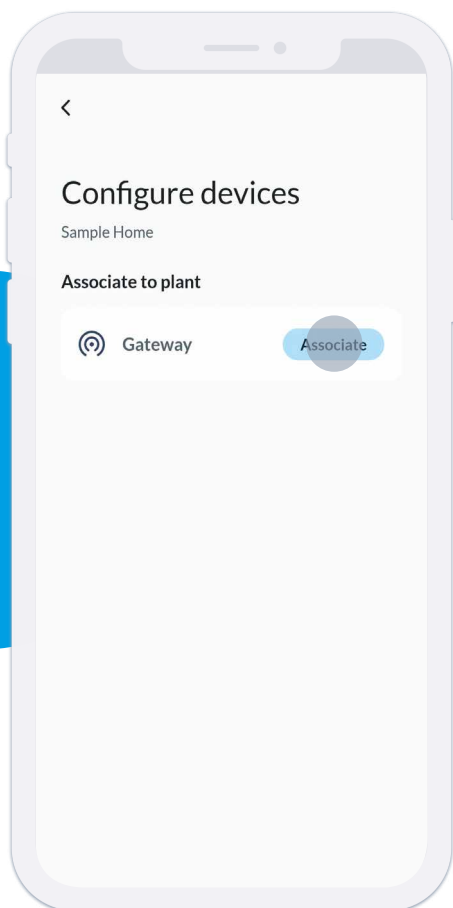 Configure devices
Sample Home
Associate to plant
Gateway
Associate